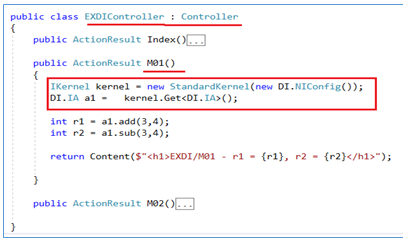 public class EXDIController : Controller
{
public ActionResult Index()...
public ActionResult M01()
{
IKernel kernel = new StandardKernel(new DI.NIConfig());
DI.IA a1 =   kernel.Get<DI.IA>();
int r1 = a1.add(3,4);
int r2 = a1.sub(3,4);
return Content($"<h1>EXDI/M01 - r1 = {r1}, r2 = {r2}</h1>");
}
public ActionResult M02()...
}